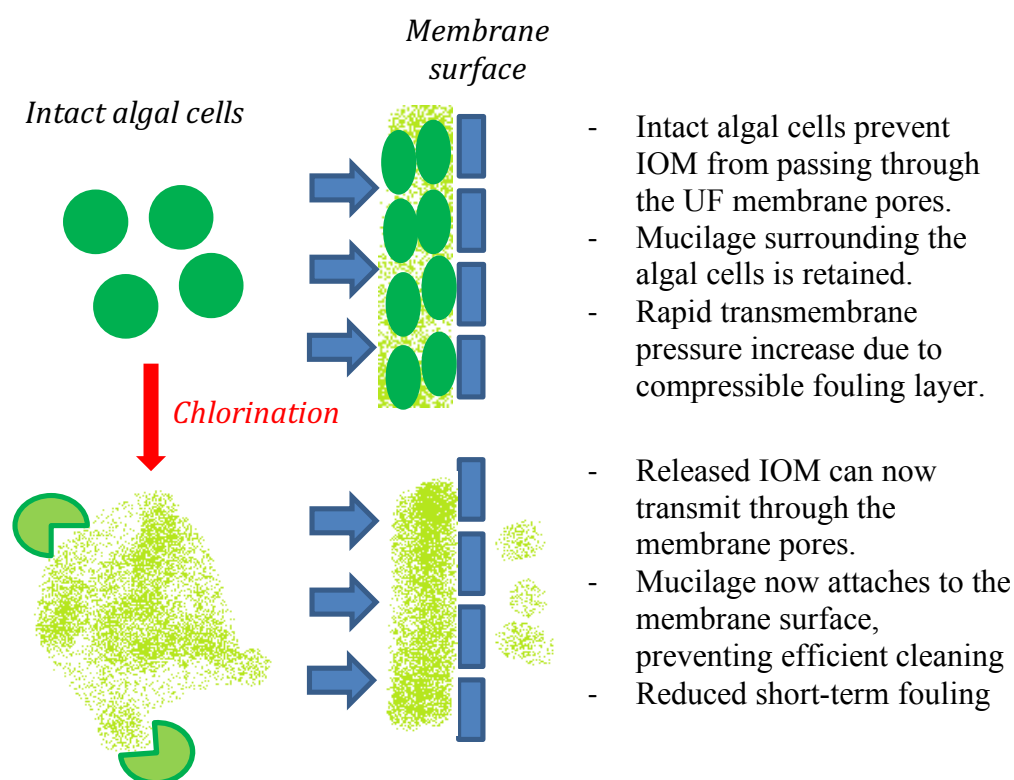 Membrane
surface
Intact algal cells
- Intact algal cells prevent
IOM from passing through
the UF membrane pores.
- Mucilage surrounding the
algal cells is retained.
- Rapid transmembrane
pressure increase due to
compressible fouling layer.
Chlorination
- Released IOM can now
transmit through the
membrane pores.
- Mucilage now attaches to the
membrane surface,
preventing efficient cleaning
- Reduced short-term fouling